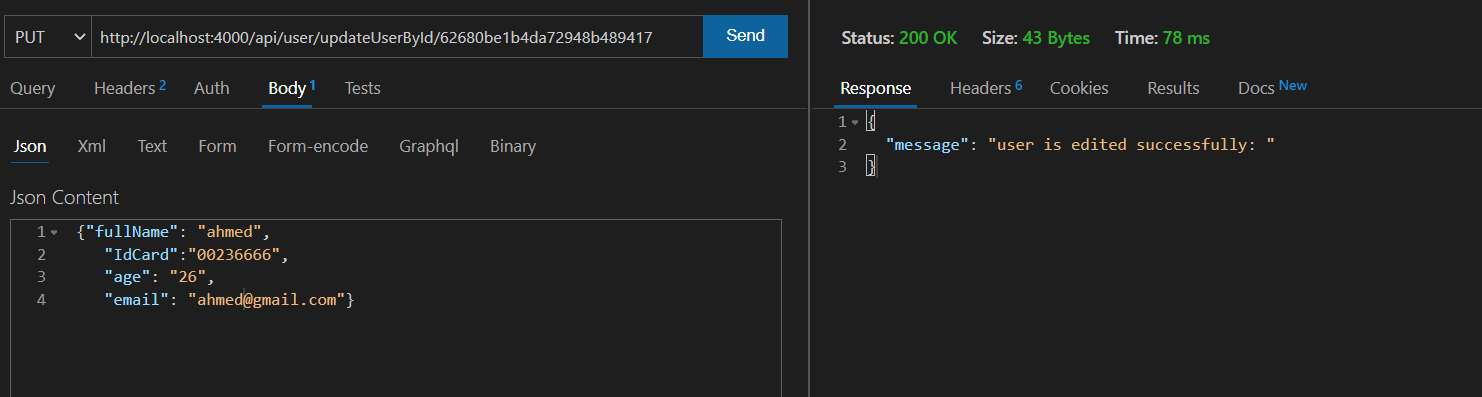 PUT http://localhost:4000/api/user/updateUserById/62680be1b4da72948b489417 Send
Query Headers 2 Auth Body 1 Tests
Json Xml Text Form Form-encode Graphql Binary
Json Content
1 {"fullName": "ahmed",
2 "IdCard":"00236666",
3 "age": "26",
4 "email": "ahmed@gmail.com"}
Status: 200 OK Size: 43 Bytes Time: 78 ms
Response Headers 6 Cookies Results Docs New
1 {
2 "message": "user is edited successfully: "
3 }